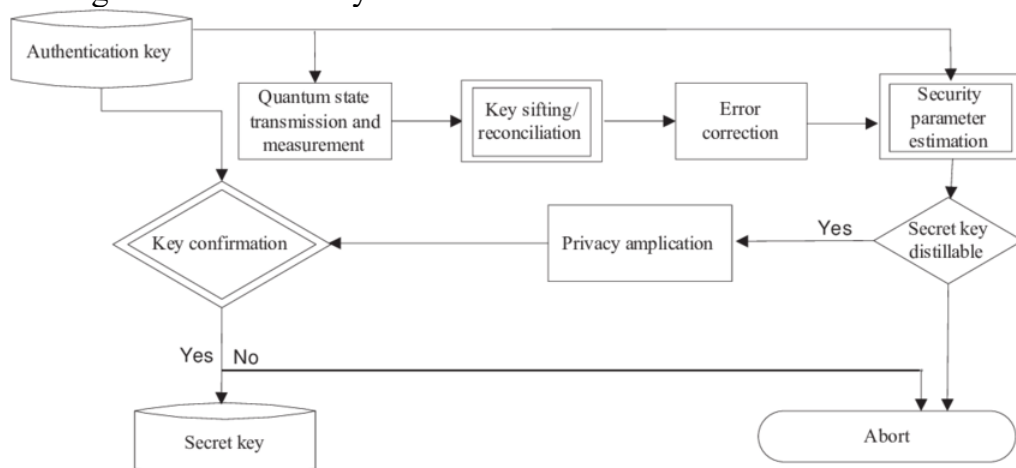 Authentication key
Quantum state
transmission and
measurement
Key sifting/
reconciliation
Error
correction
Security
parameter
estimation
Key confirmation
Privacy amplication
Yes
Secret key
distillable
Yes
No
Secret key
Abort